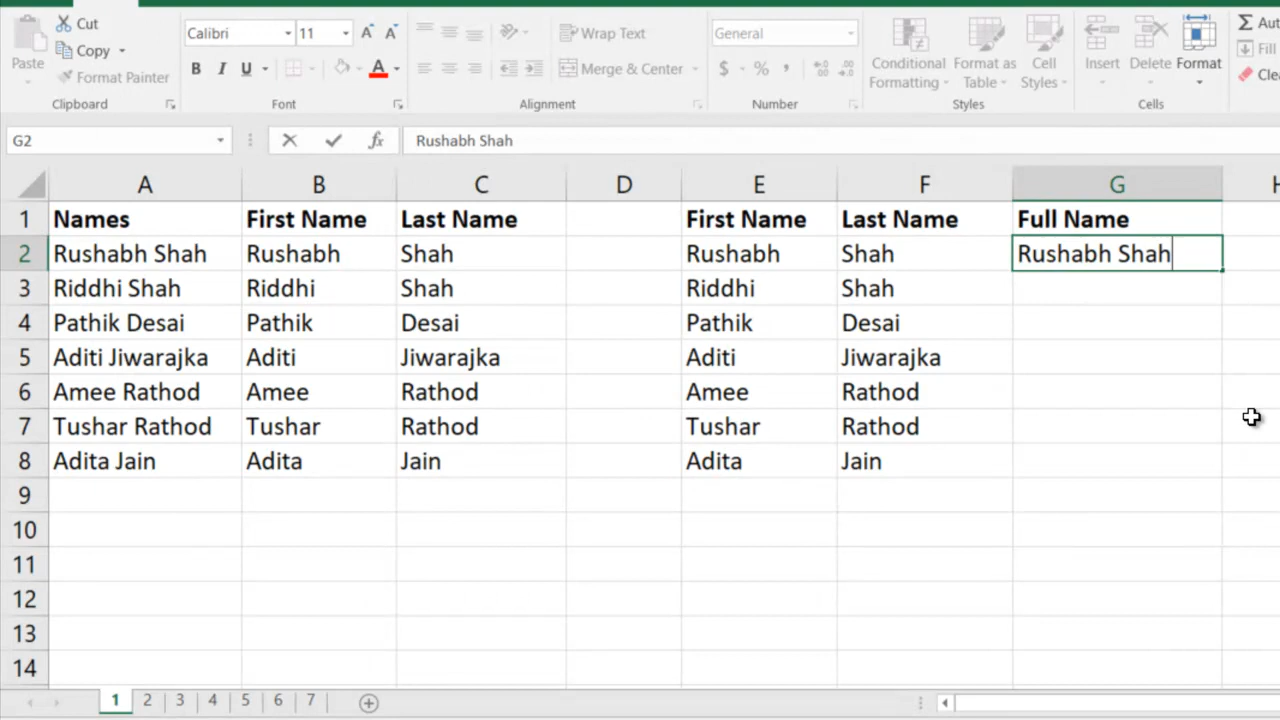 Cut
Copy
Paste
Format Painter
Clipboard
Calibri 11 A A
B I U A
Font
Wrap Text
Merge & Center
Alignment
General
$ % ,
Number
Conditional Formatting
Format as Table
Cell Styles
Styles
Insert Delete Format
Cells
Σ Aut
Fill
Clea
G2 fx Rushabh Shah
A B C D E F G H
1 Names First Name Last Name First Name Last Name Full Name
2 Rushabh Shah Rushabh Shah Rushabh Shah Rushabh Shah
3 Riddhi Shah Riddhi Shah Riddhi Shah
4 Pathik Desai Pathik Desai Pathik Desai
5 Aditi Jiwarajka Aditi Jiwarajka Aditi Jiwarajka
6 Amee Rathod Amee Rathod Amee Rathod
7 Tushar Rathod Tushar Rathod Tushar Rathod
8 Adita Jain Adita Jain Adita Jain
9
10
11
12
13
14
1 2 3 4 5 6 7